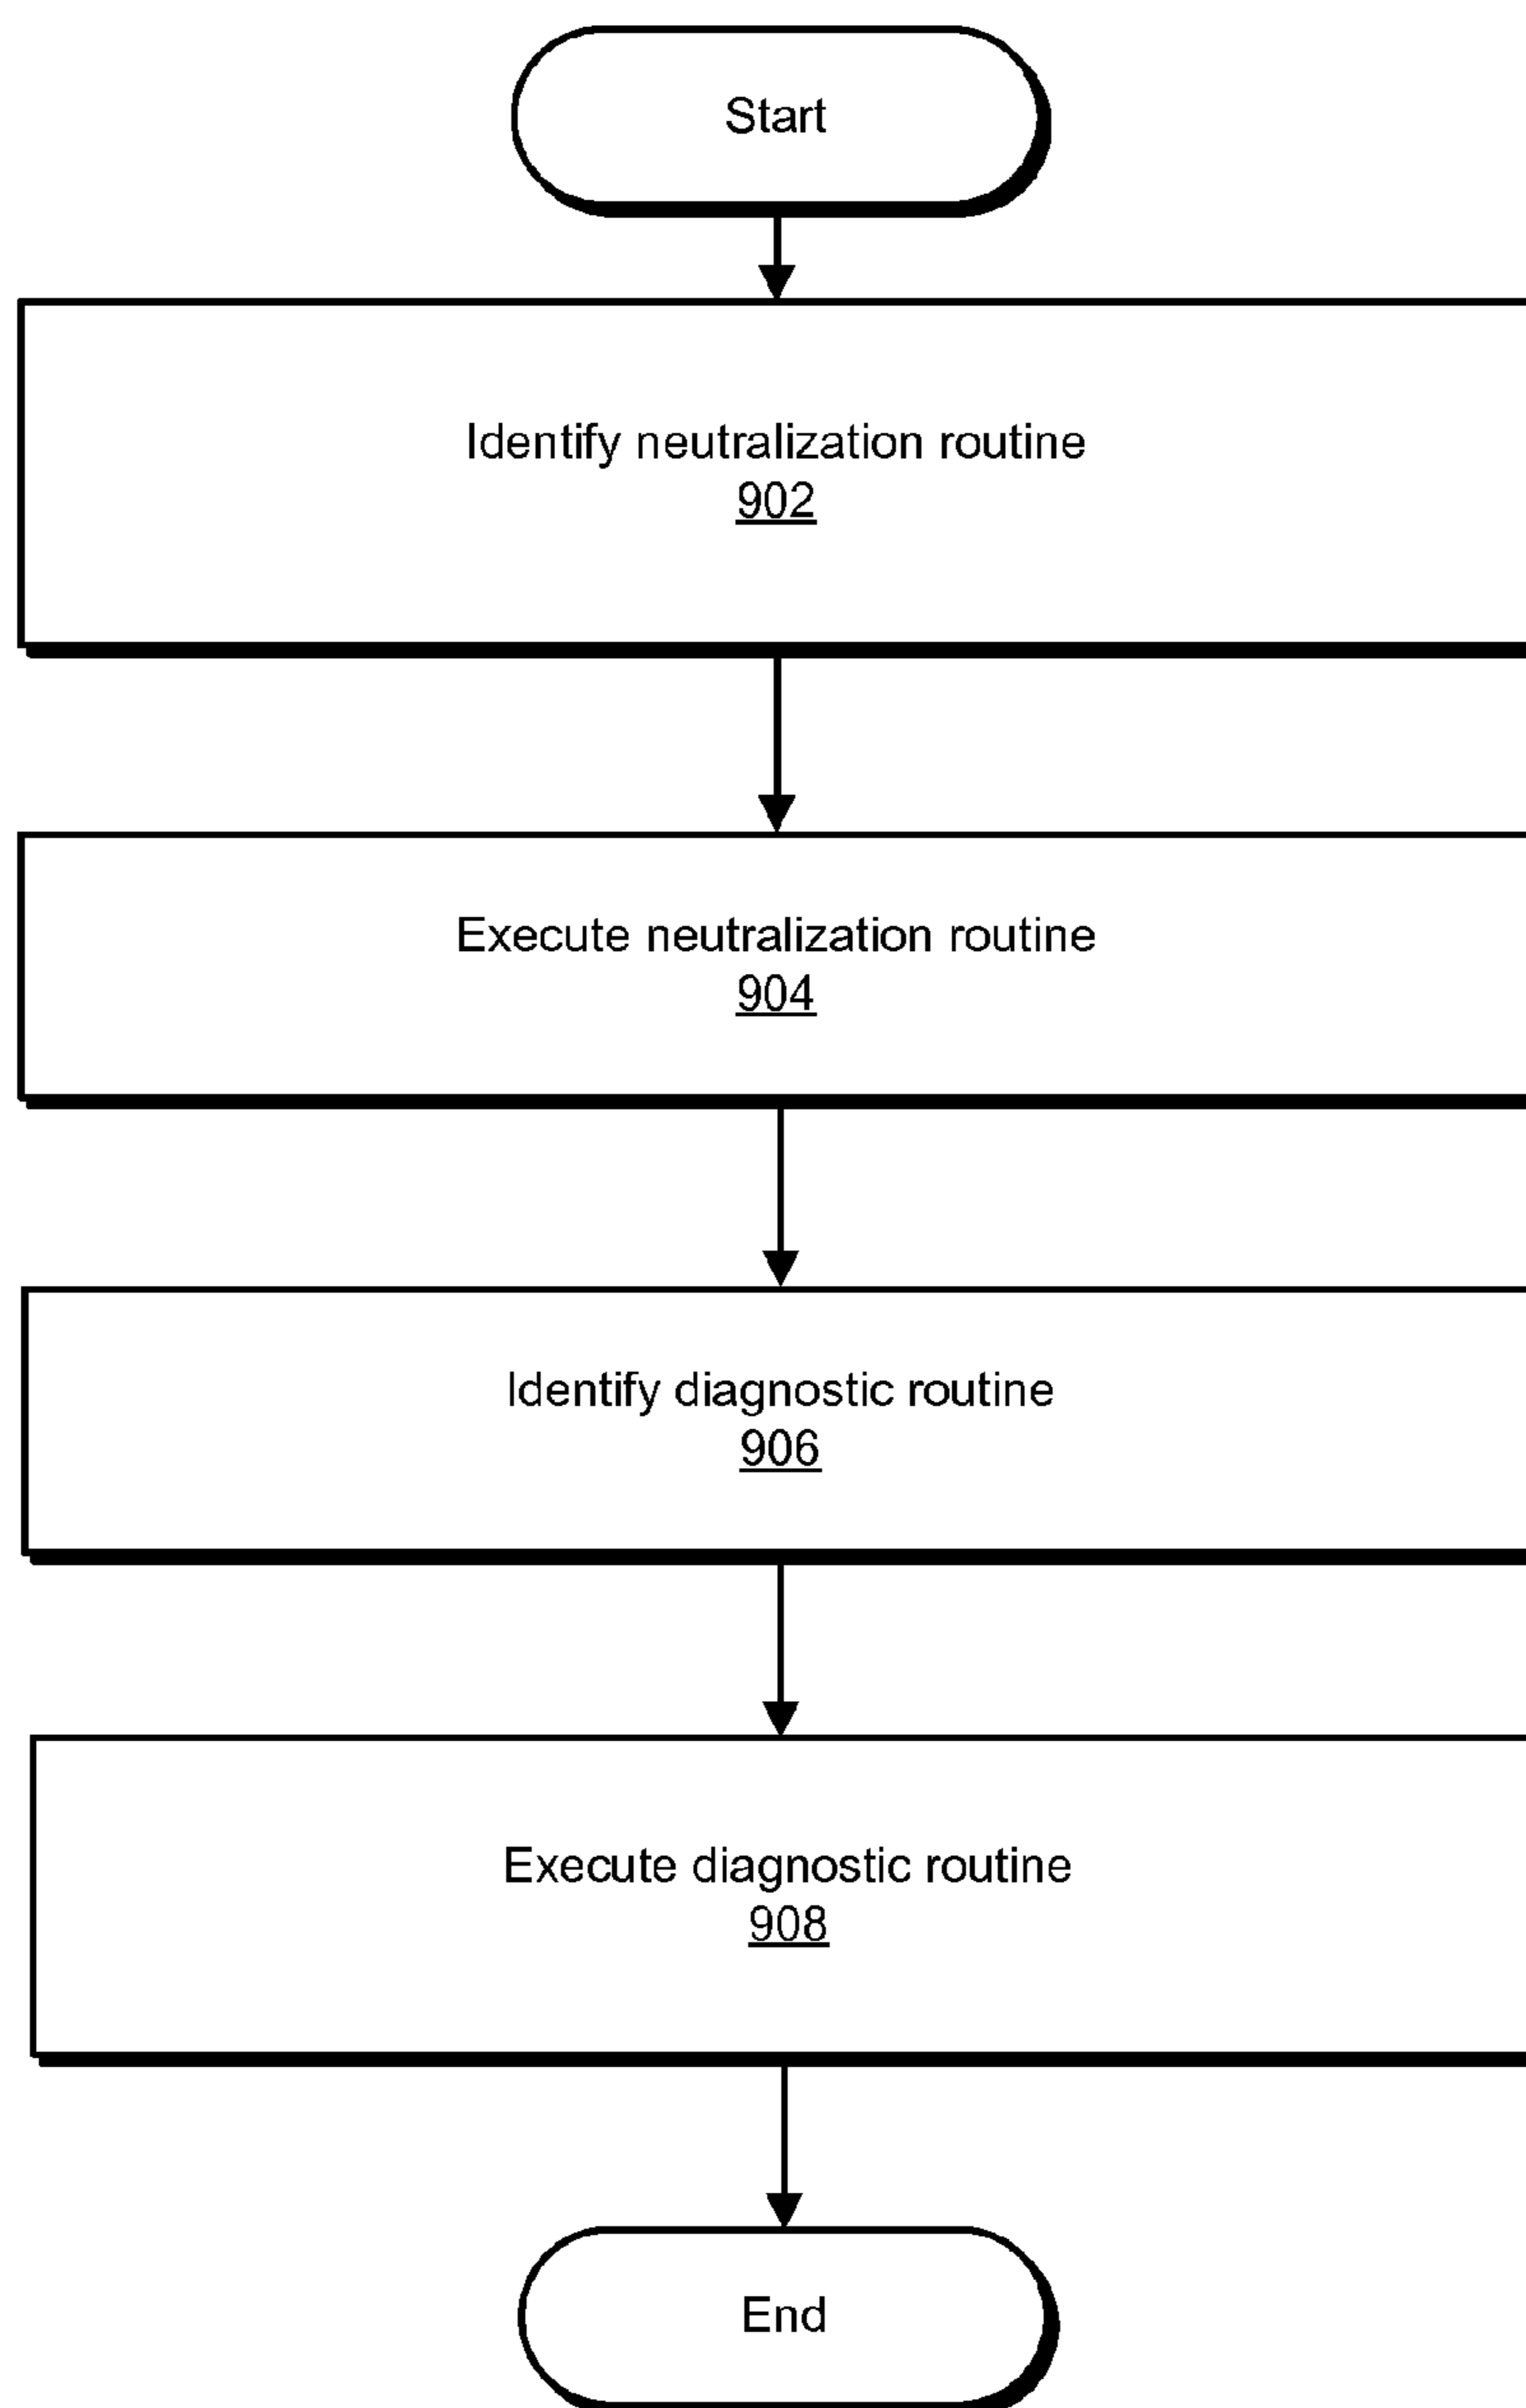 Start
Identify neutralization routine
902
Execute neutralization routine
904
Identify diagnostic routine
906
Execute diagnostic routine
908
End